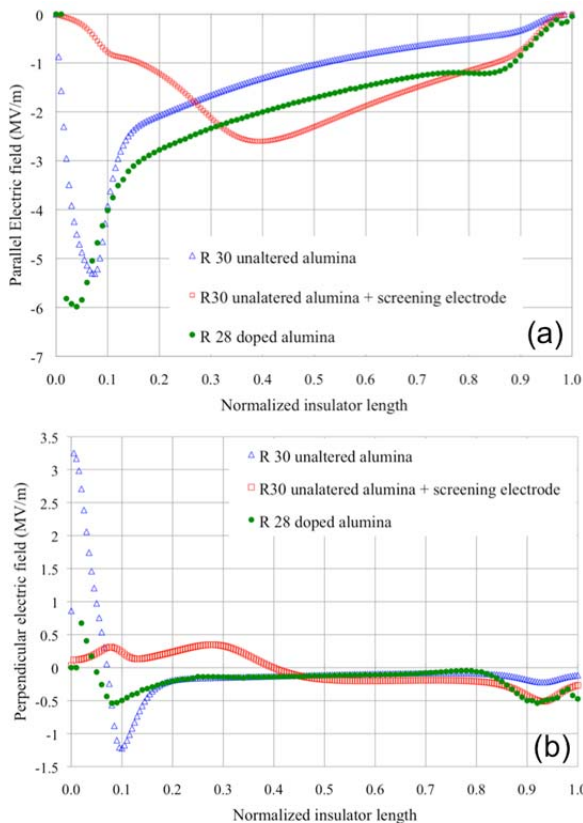 0
-1
-2
-3
-4
-5
-6
-7
Parallel Electric field (MV/m)
R 30 unaltered alumina
R30 unalatered alumina + screening electrode
R 28 doped alumina
(a)
0.0 0.1 0.2 0.3 0.4 0.5 0.6 0.7 0.8 0.9 1.0
Normalized insulator length
3.5
3
2.5
2
1.5
1
0.5
0
-0.5
-1
-1.5
Perpendicular electric field (MV/m)
R 30 unaltered alumina
R30 unalatered alumina + screening electrode
R 28 doped alumina
(b)
0.0 0.1 0.2 0.3 0.4 0.5 0.6 0.7 0.8 0.9 1.0
Normalized insulator length